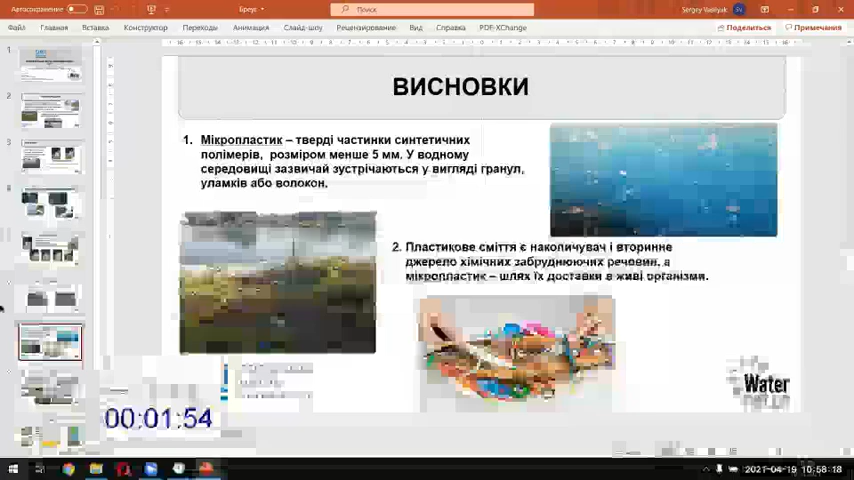 Автосохранение
Бреус
Поиск
Sergey Vasilyak
Файл Главная Вставка Конструктор Переходы Анимация Слайд-шоу Рецензирование Вид Справка PDF-XChange Поделиться Примечания
ВИСНОВКИ
1. Мікропластик – тверді частинки синтетичних
полімерів, розміром менше 5 мм. У водному
середовищі зазвичай зустрічаються у вигляді гранул,
уламків або волокон.
2. Пластикове сміття є накопичувач і вторинне
джерело хімічних забруднюючих речовин, а
мікропластик – шлях їх доставки в живі організми.
Water
00:01:54
2021-04-19 10:58:18